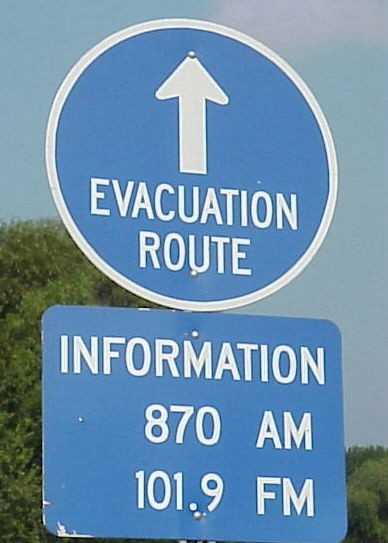 EVACUATION
ROUTE
INFORMATION
870 AM
101.9 FM